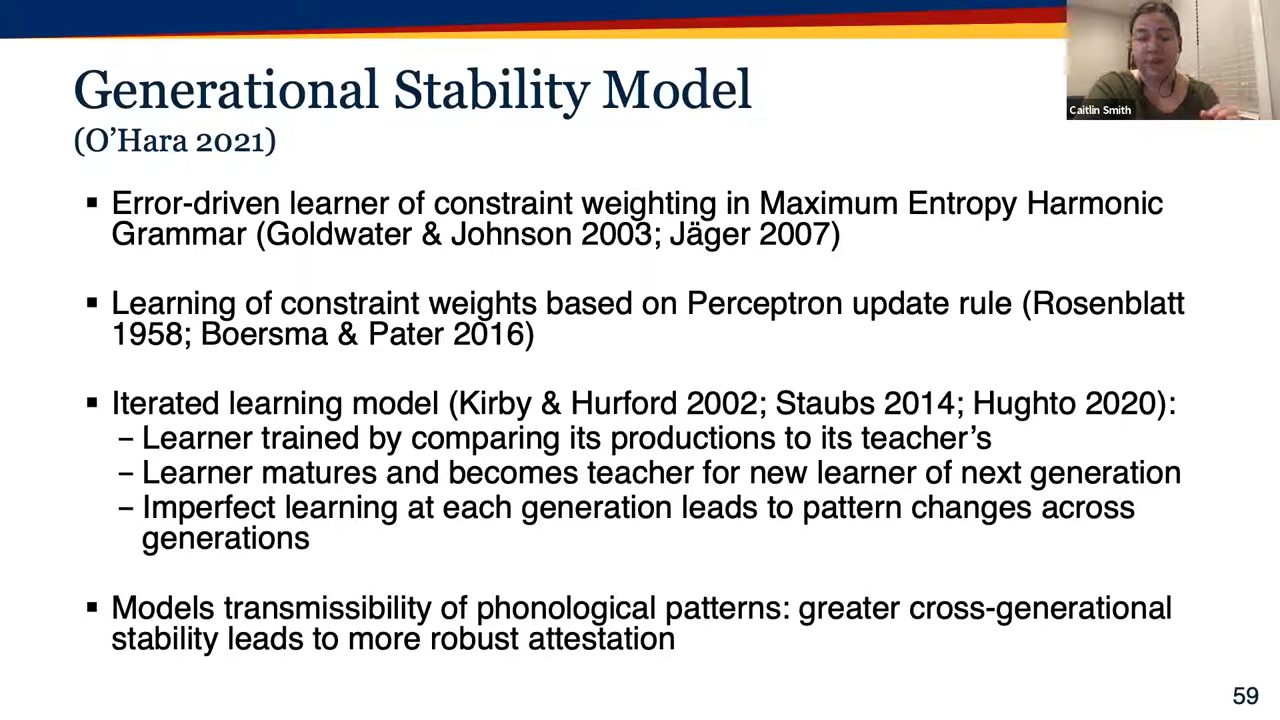 Generational Stability Model
(O'Hara 2021)
Caitlin Smith
▪ Error-driven learner of constraint weighting in Maximum Entropy Harmonic
Grammar (Goldwater & Johnson 2003; Jäger 2007)
▪ Learning of constraint weights based on Perceptron update rule (Rosenblatt
1958; Boersma & Pater 2016)
▪ Iterated learning model (Kirby & Hurford 2002; Staubs 2014; Hughto 2020):
– Learner trained by comparing its productions to its teacher's
– Learner matures and becomes teacher for new learner of next generation
– Imperfect learning at each generation leads to pattern changes across
generations
▪ Models transmissibility of phonological patterns: greater cross-generational
stability leads to more robust attestation
59